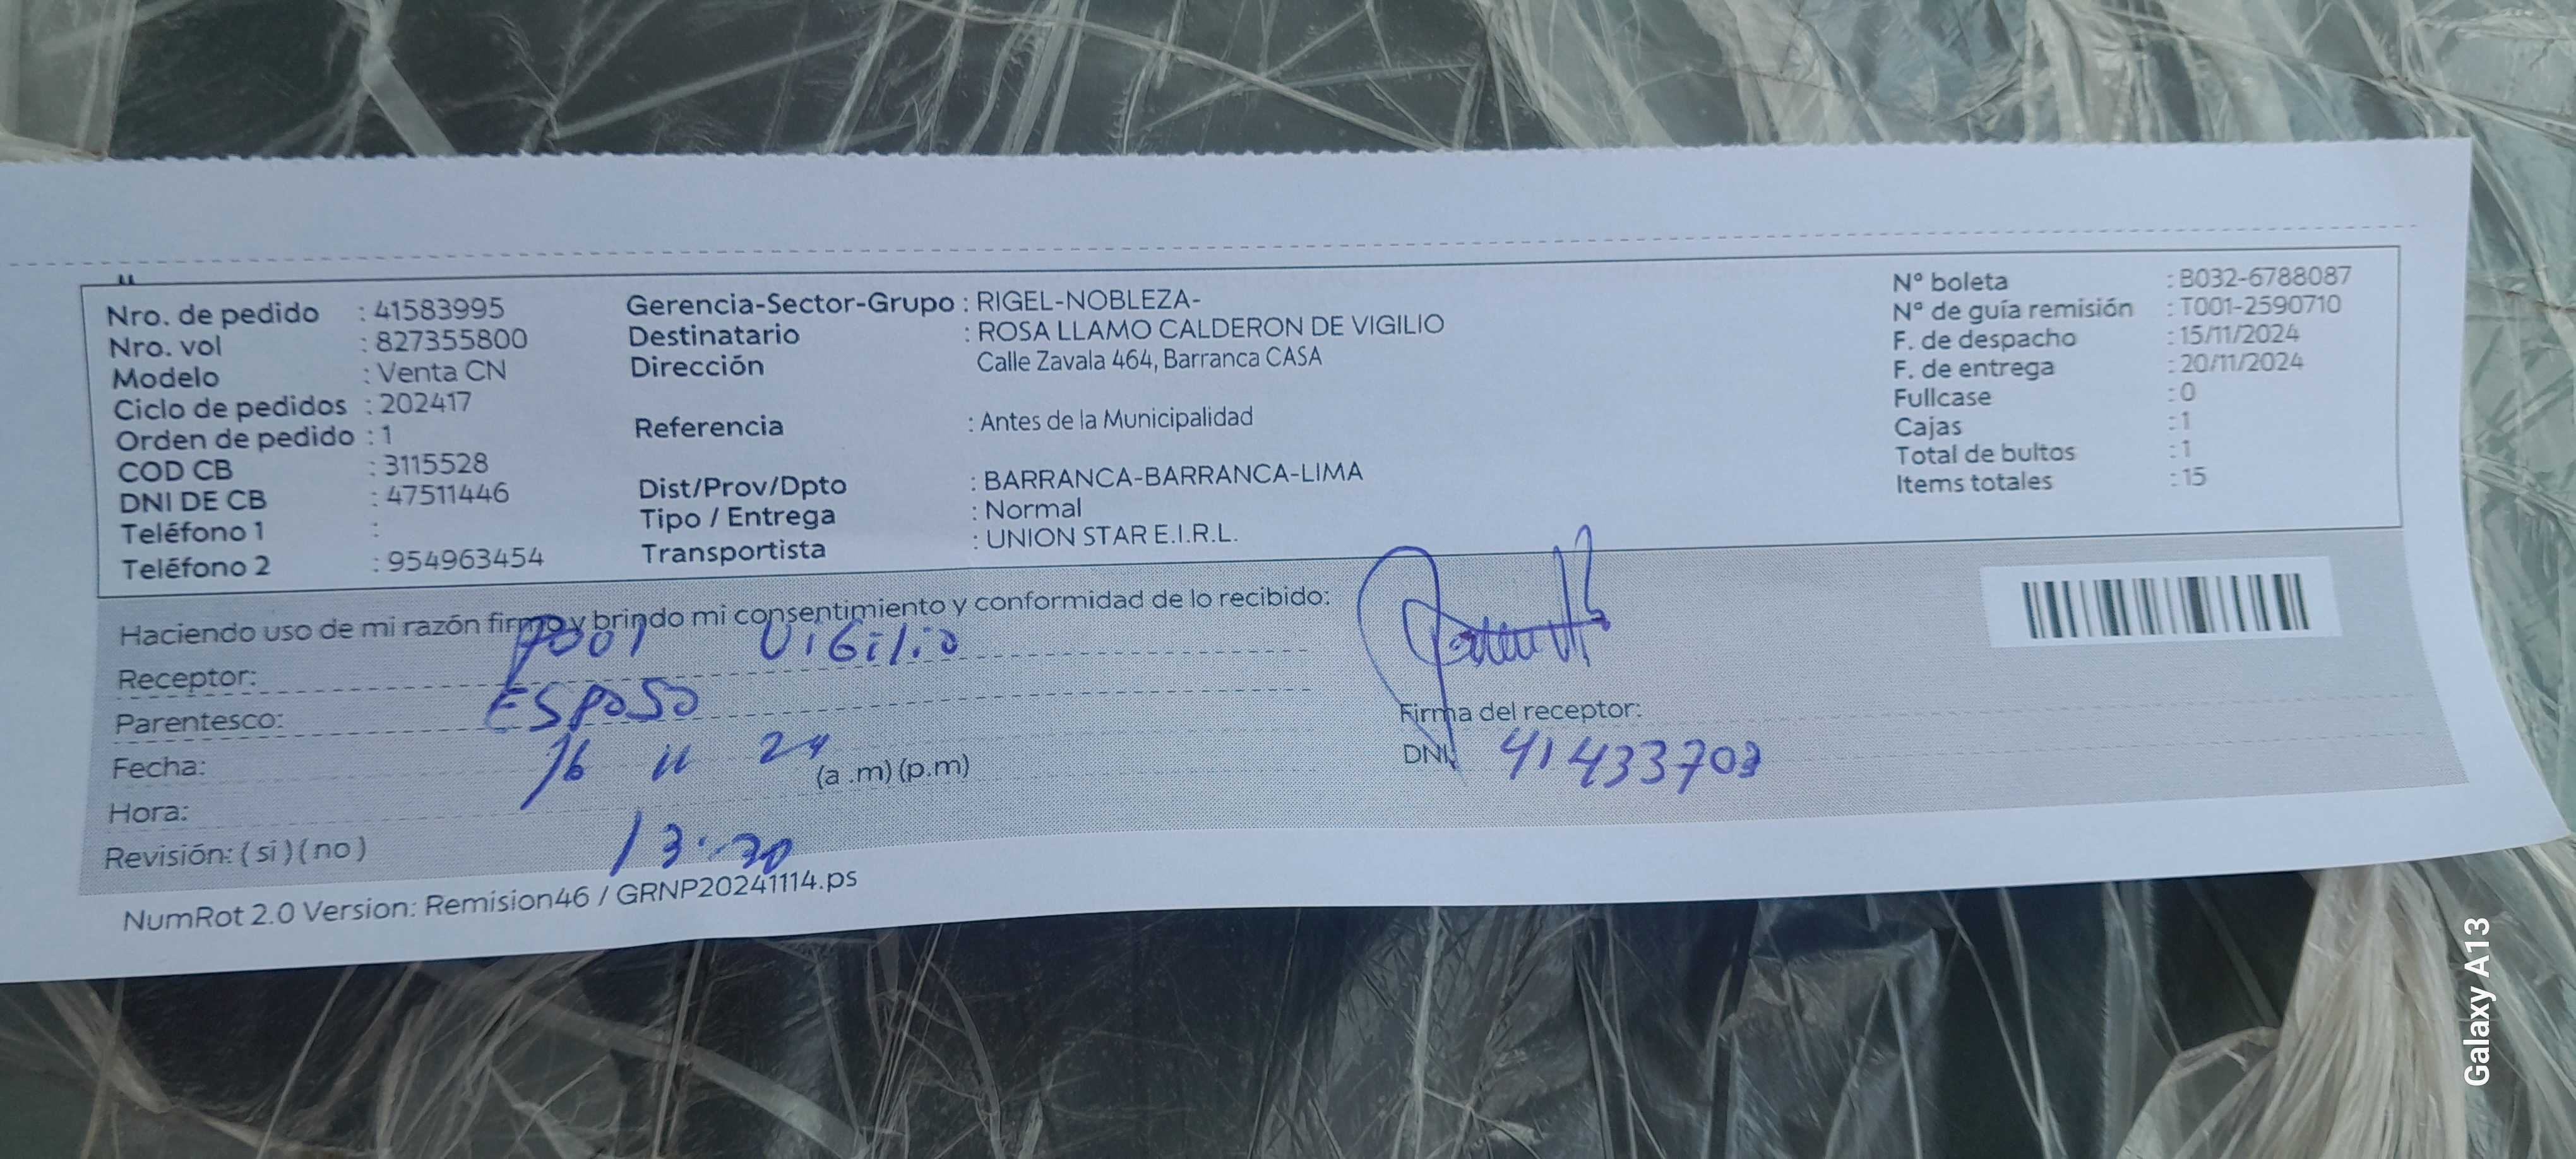 Nro. de pedido : 41583995
Nro. vol : 827355800
Modelo : Venta CN
Ciclo de pedidos : 202417
Orden de pedido : 1
COD CB : 3115528
DNI DE CB : 47511446
Teléfono 1 :
Teléfono 2 : 954963454
Gerencia-Sector-Grupo : RIGEL-NOBLEZA-
Destinatario : ROSA LLAMO CALDERON DE VIGILIO
Dirección Calle Zavala 464, Barranca CASA
Referencia : Antes de la Municipalidad
Dist/Prov/Dpto : BARRANCA-BARRANCA-LIMA
Tipo / Entrega : Normal
Transportista : UNION STAR E.I.R.L.
Nº boleta : B032-6788087
Nº de guía remisión : T001-2590710
F. de despacho : 15/11/2024
F. de entrega : 20/11/2024
Fullcase : 0
Cajas : 1
Total de bultos : 1
Items totales : 15
Haciendo uso de mi razón firmo y brindo mi consentimiento y conformidad de lo recibido:
Receptor: ViGilio
Parentesco: ESPOSO
Fecha: 16 11 24
Hora: (a .m) (p.m)
Revisión: ( si ) ( no ) 13:
Firma del receptor:
DNI: 41433703
NumRot 2.0 Version: Remision46 / GRNP20241114.ps
Galaxy A13